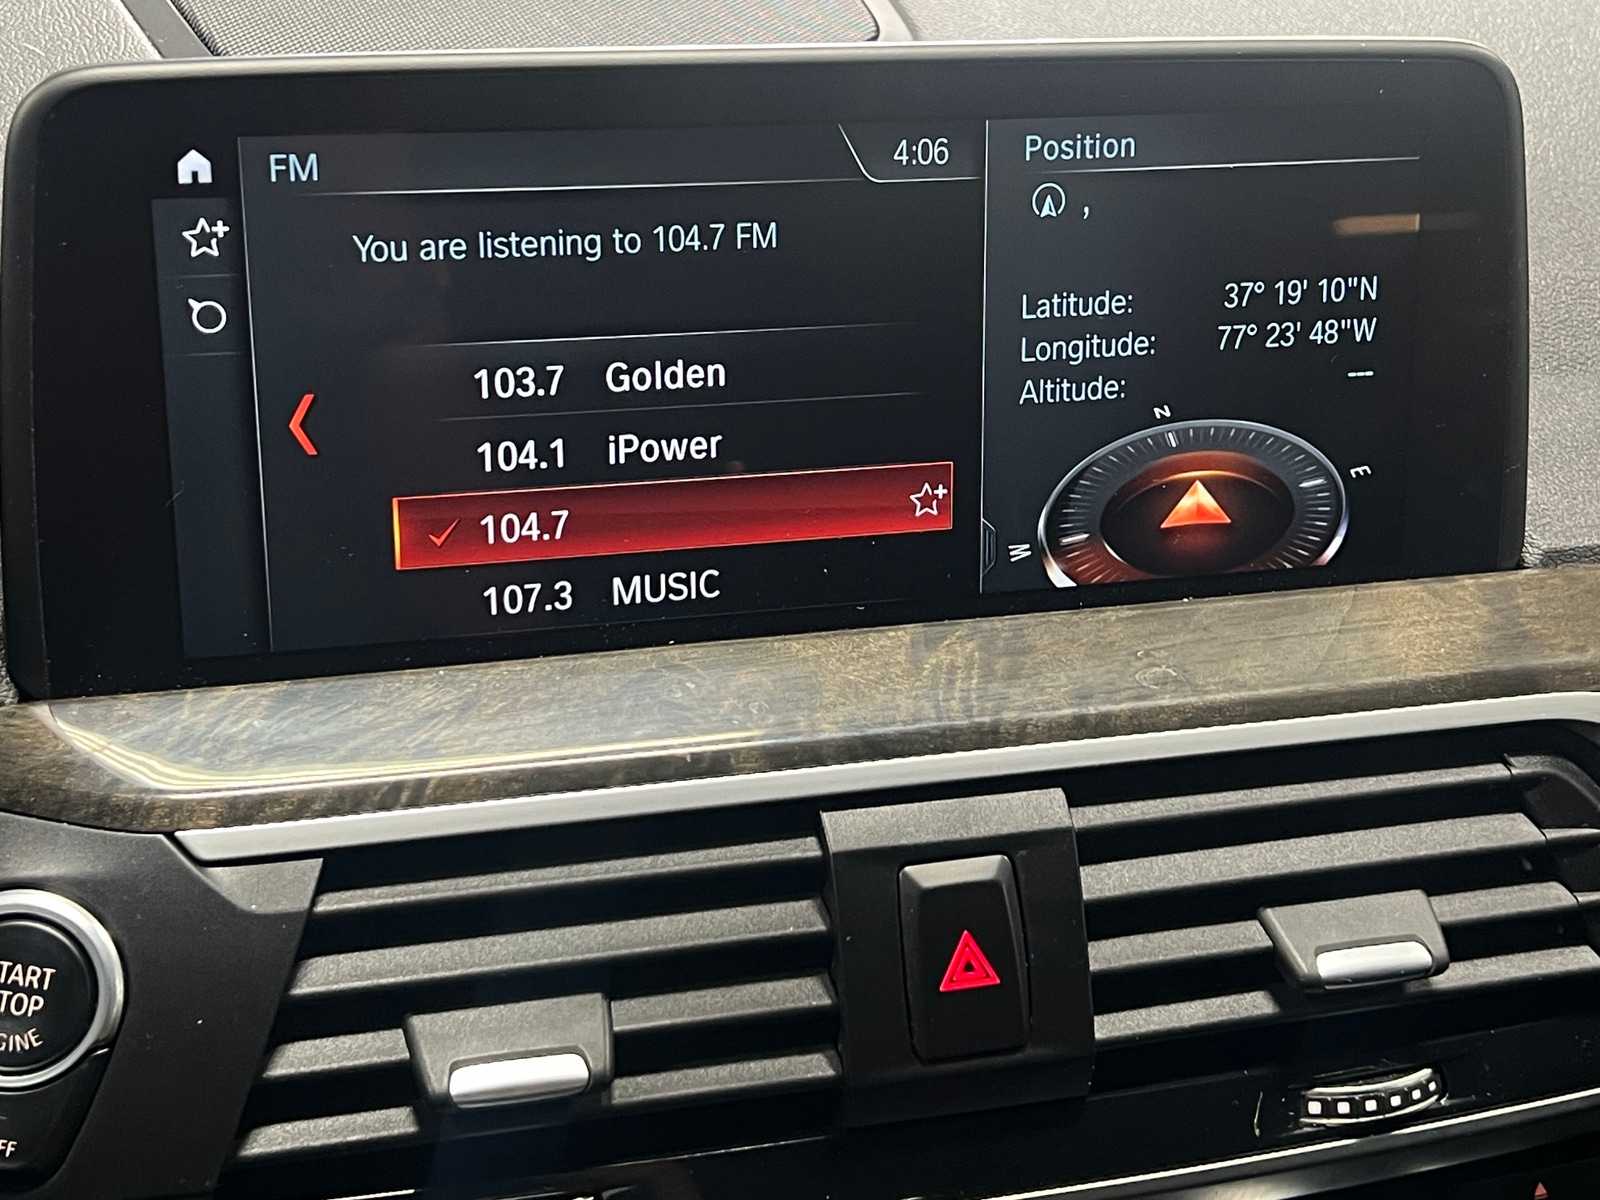 FM
4:06
You are listening to 104.7 FM
103.7 Golden
104.1 iPower
104.7
107.3 MUSIC
Position
,
Latitude: 37° 19' 10"N
Longitude: 77° 23' 48"W
Altitude: ---
N
E
W
TART
TOP
GINE
FF